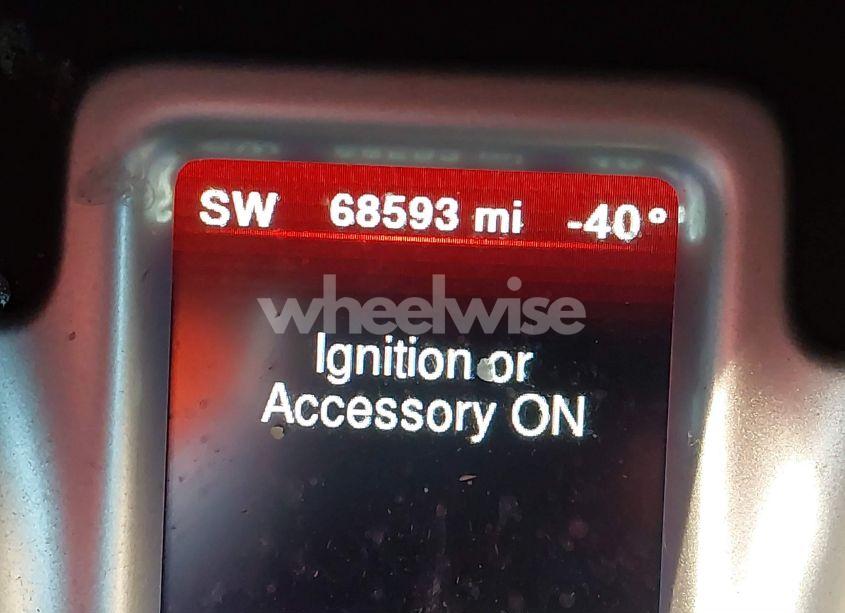 SW 68593 mi -40°
wheelwise
Ignition or
Accessory ON